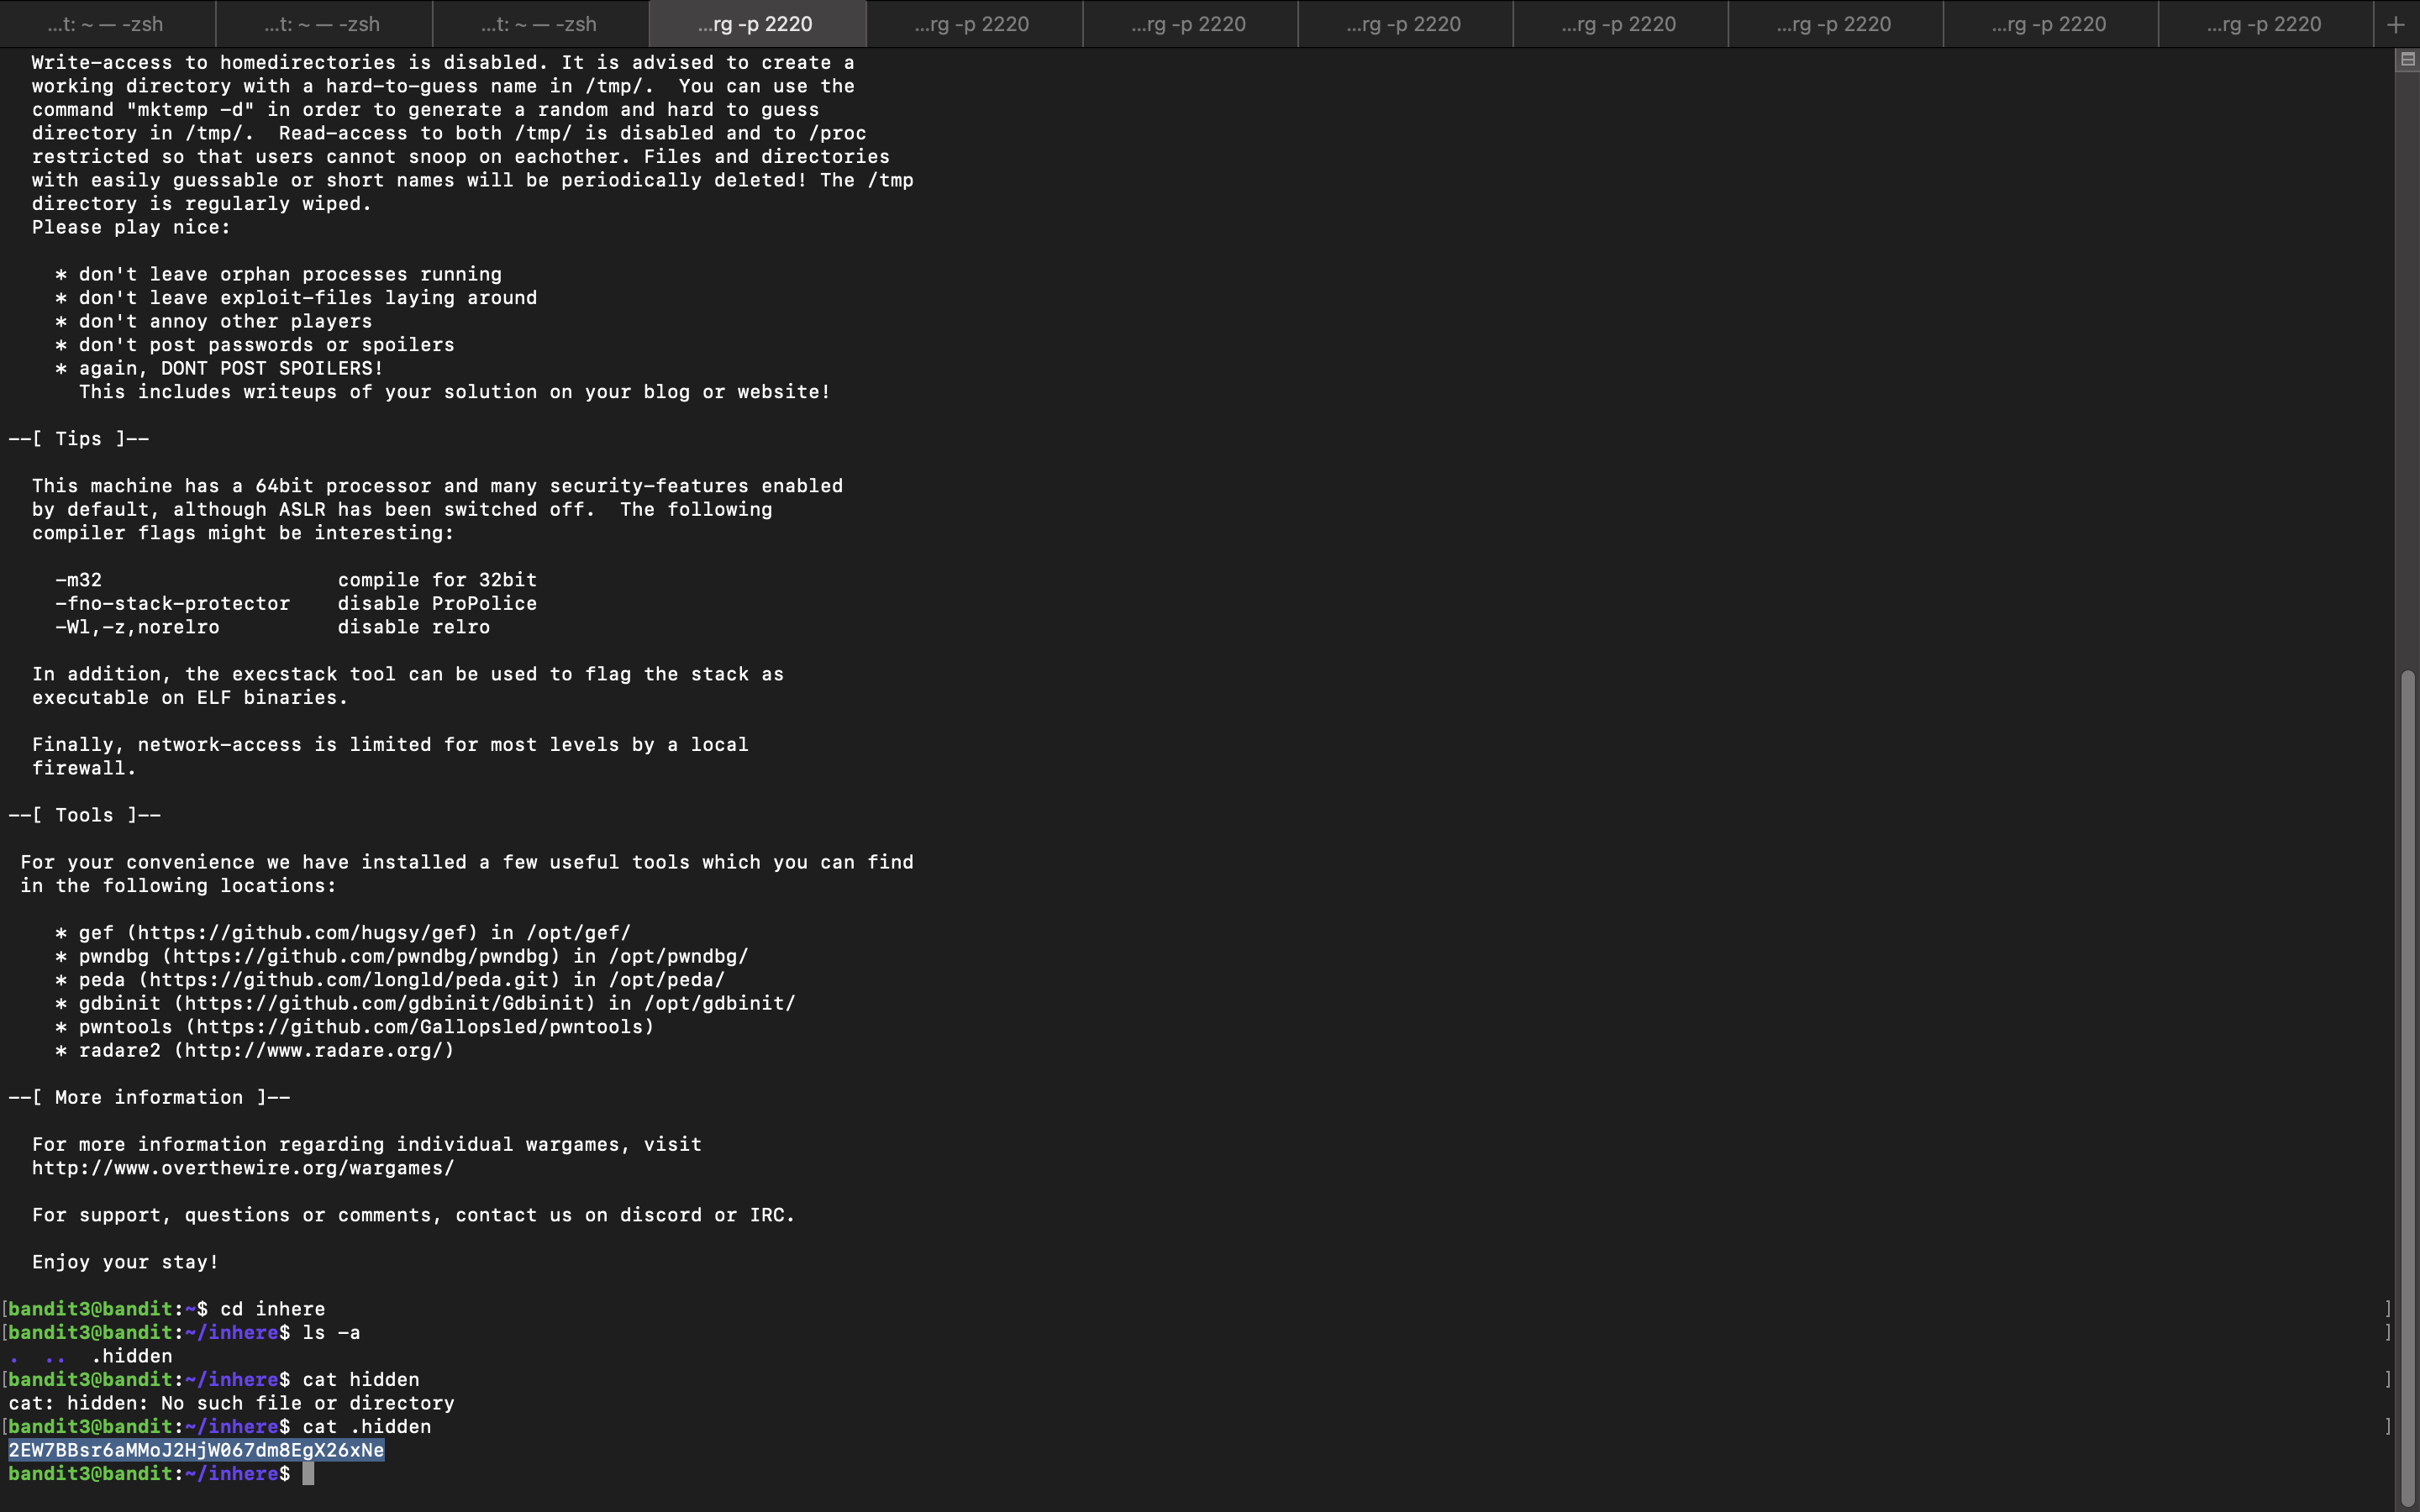 ...t: ~ — -zsh
...t: ~ — -zsh
...t: ~ — -zsh
...rg -p 2220
...rg -p 2220
...rg -p 2220
...rg -p 2220
...rg -p 2220
...rg -p 2220
...rg -p 2220
...rg -p 2220
+
Write-access to homedirectories is disabled. It is advised to create a
working directory with a hard-to-guess name in /tmp/.  You can use the
command "mktemp -d" in order to generate a random and hard to guess
directory in /tmp/.  Read-access to both /tmp/ is disabled and to /proc
restricted so that users cannot snoop on eachother. Files and directories
with easily guessable or short names will be periodically deleted! The /tmp
directory is regularly wiped.
Please play nice:
* don't leave orphan processes running
* don't leave exploit-files laying around
* don't annoy other players
* don't post passwords or spoilers
* again, DONT POST SPOILERS!
This includes writeups of your solution on your blog or website!
--[ Tips ]--
This machine has a 64bit processor and many security-features enabled
by default, although ASLR has been switched off.  The following
compiler flags might be interesting:
-m32                    compile for 32bit
-fno-stack-protector    disable ProPolice
-Wl,-z,norelro          disable relro
In addition, the execstack tool can be used to flag the stack as
executable on ELF binaries.
Finally, network-access is limited for most levels by a local
firewall.
--[ Tools ]--
For your convenience we have installed a few useful tools which you can find
in the following locations:
* gef (https://github.com/hugsy/gef) in /opt/gef/
* pwndbg (https://github.com/pwndbg/pwndbg) in /opt/pwndbg/
* peda (https://github.com/longld/peda.git) in /opt/peda/
* gdbinit (https://github.com/gdbinit/Gdbinit) in /opt/gdbinit/
* pwntools (https://github.com/Gallopsled/pwntools)
* radare2 (http://www.radare.org/)
--[ More information ]--
For more information regarding individual wargames, visit
http://www.overthewire.org/wargames/
For support, questions or comments, contact us on discord or IRC.
Enjoy your stay!
[bandit3@bandit:~$ cd inhere ]
[bandit3@bandit:~/inhere$ ls -a ]
.  ..  .hidden
[bandit3@bandit:~/inhere$ cat hidden ]
cat: hidden: No such file or directory
[bandit3@bandit:~/inhere$ cat .hidden ]
2EW7BBsr6aMMoJ2HjW067dm8EgX26xNe
bandit3@bandit:~/inhere$